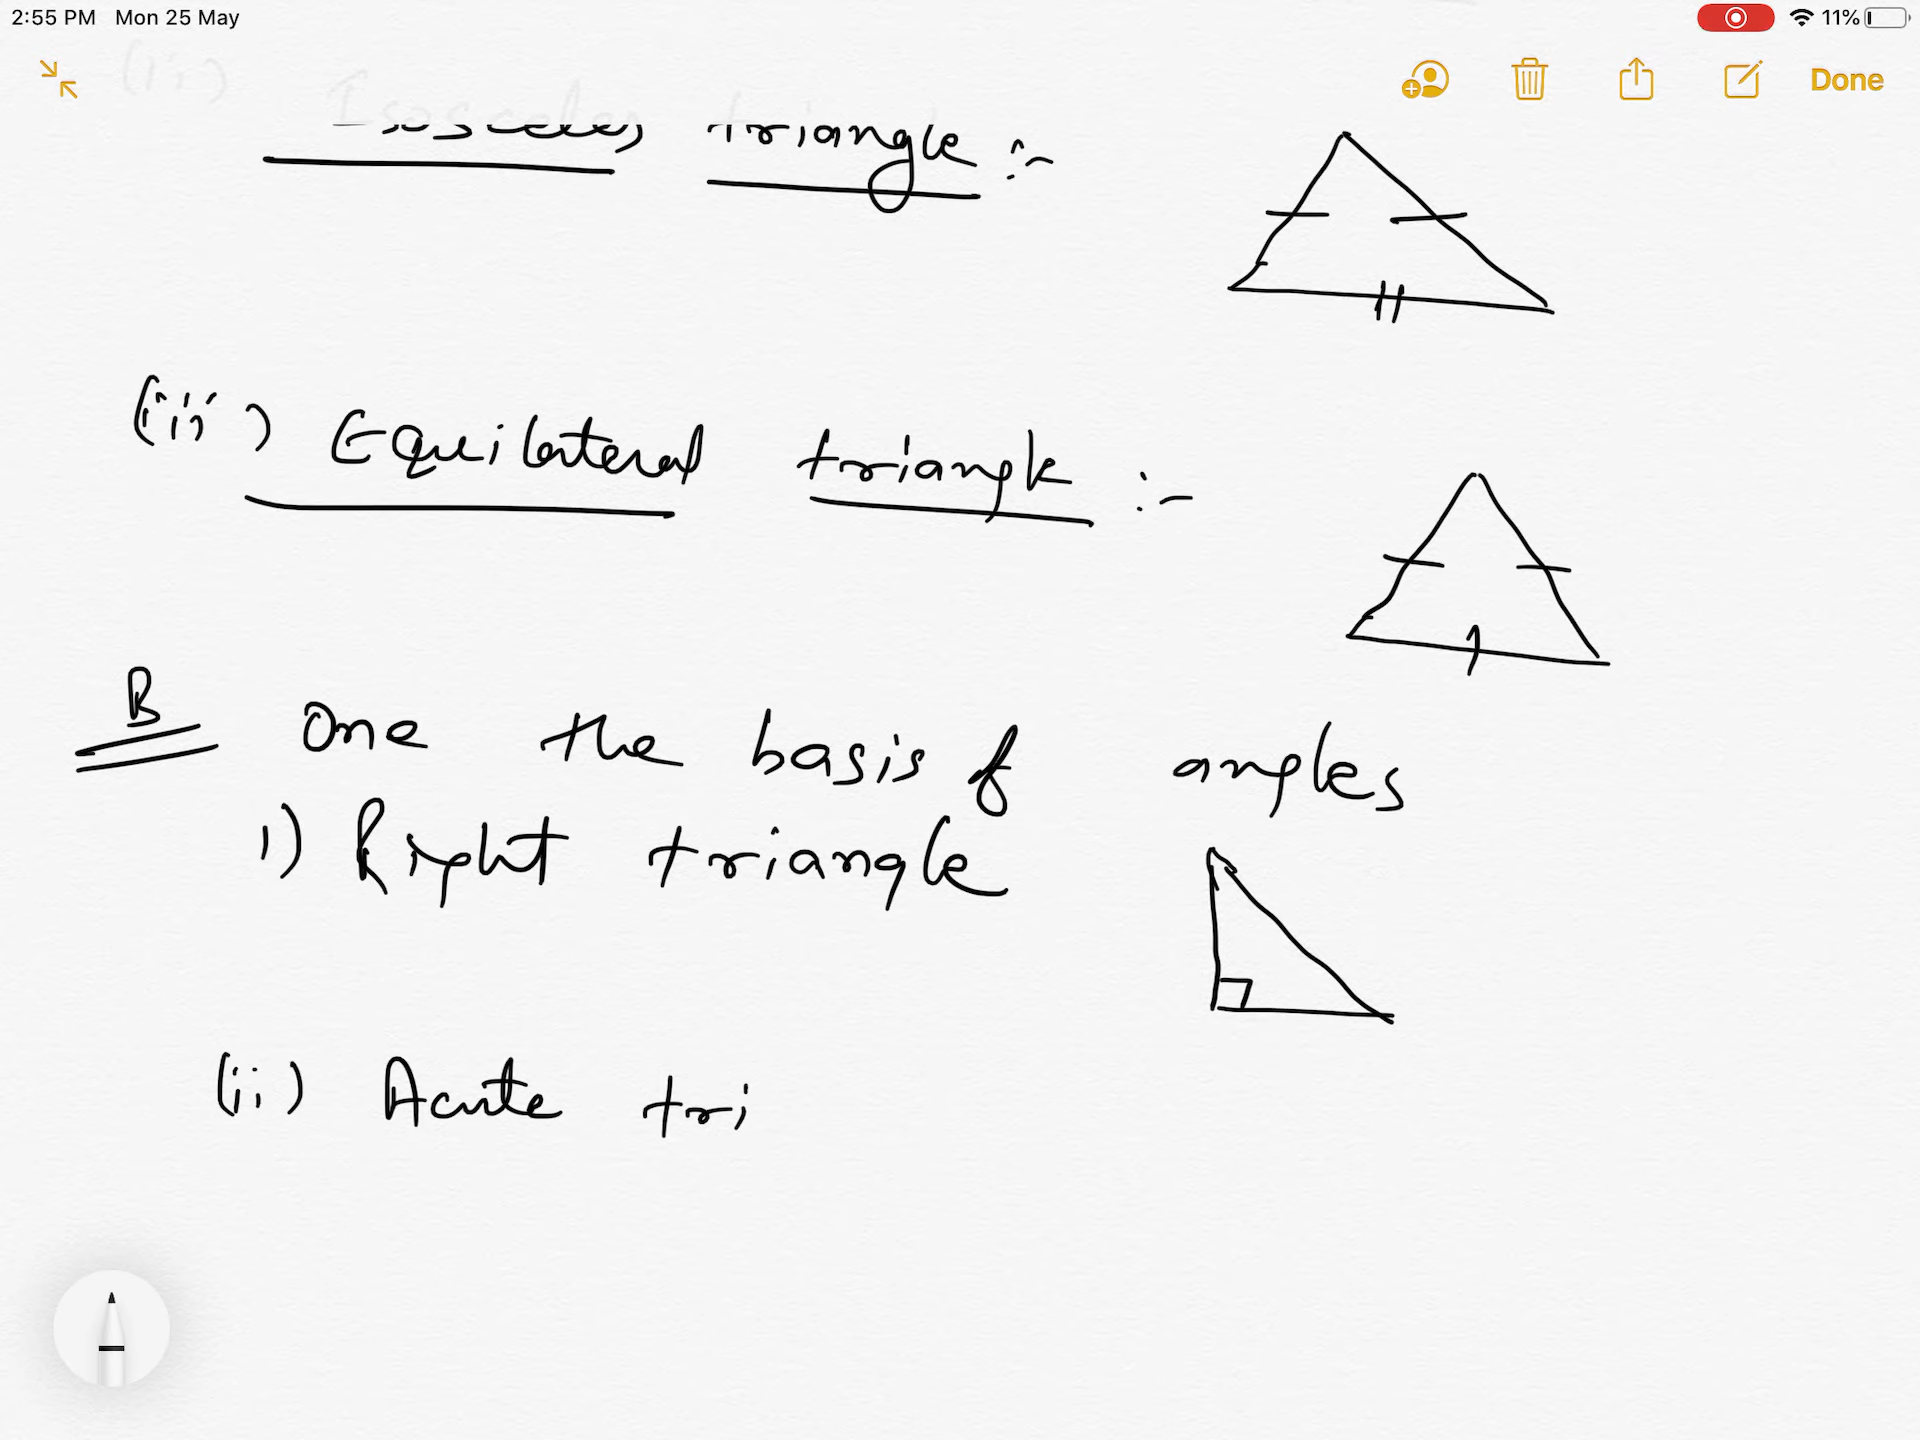 2:55 PM Mon 25 May
11%
(ii)
Isosceles triangle :-
Done
(iii) Equilateral triangle :-
B One the basis of angles
1) Right triangle
(ii) Acute tri